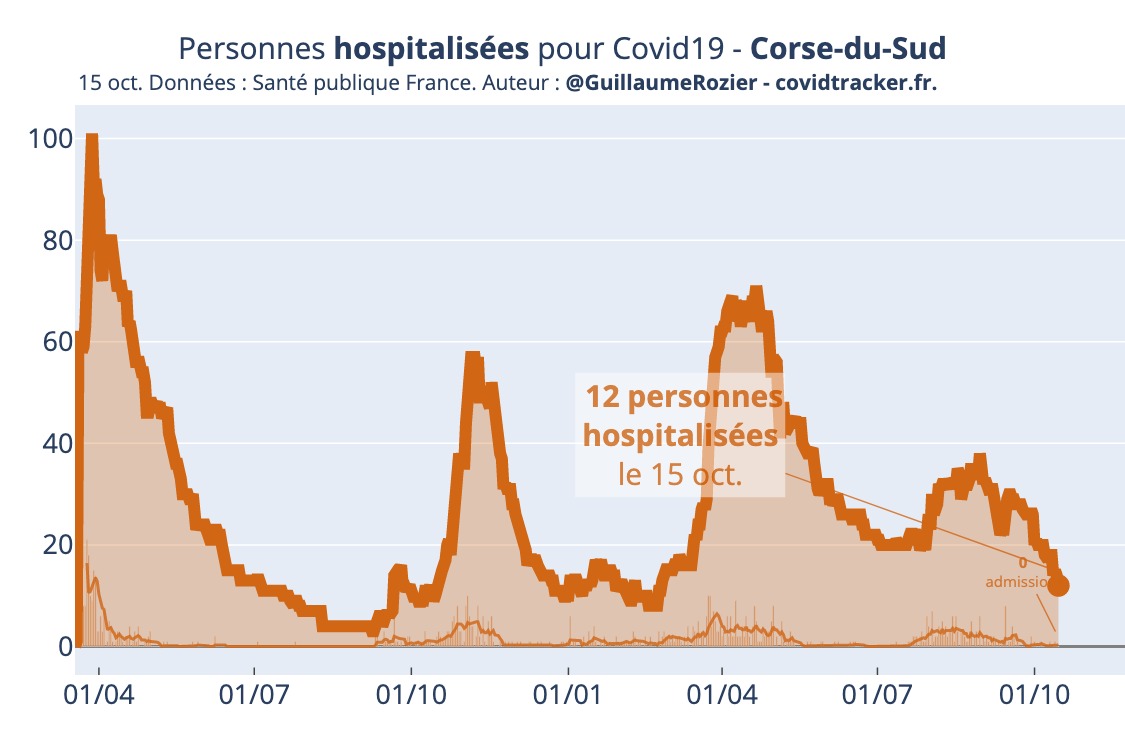 Personnes hospitalisées pour Covid19 - Corse-du-Sud
15 oct. Données : Santé publique France. Auteur : @GuillaumeRozier - covidtracker.fr.
100
80
60
40
20
0
12 personnes
hospitalisées
le 15 oct.
0
admissio
01/04 01/07 01/10 01/01 01/04 01/07 01/10